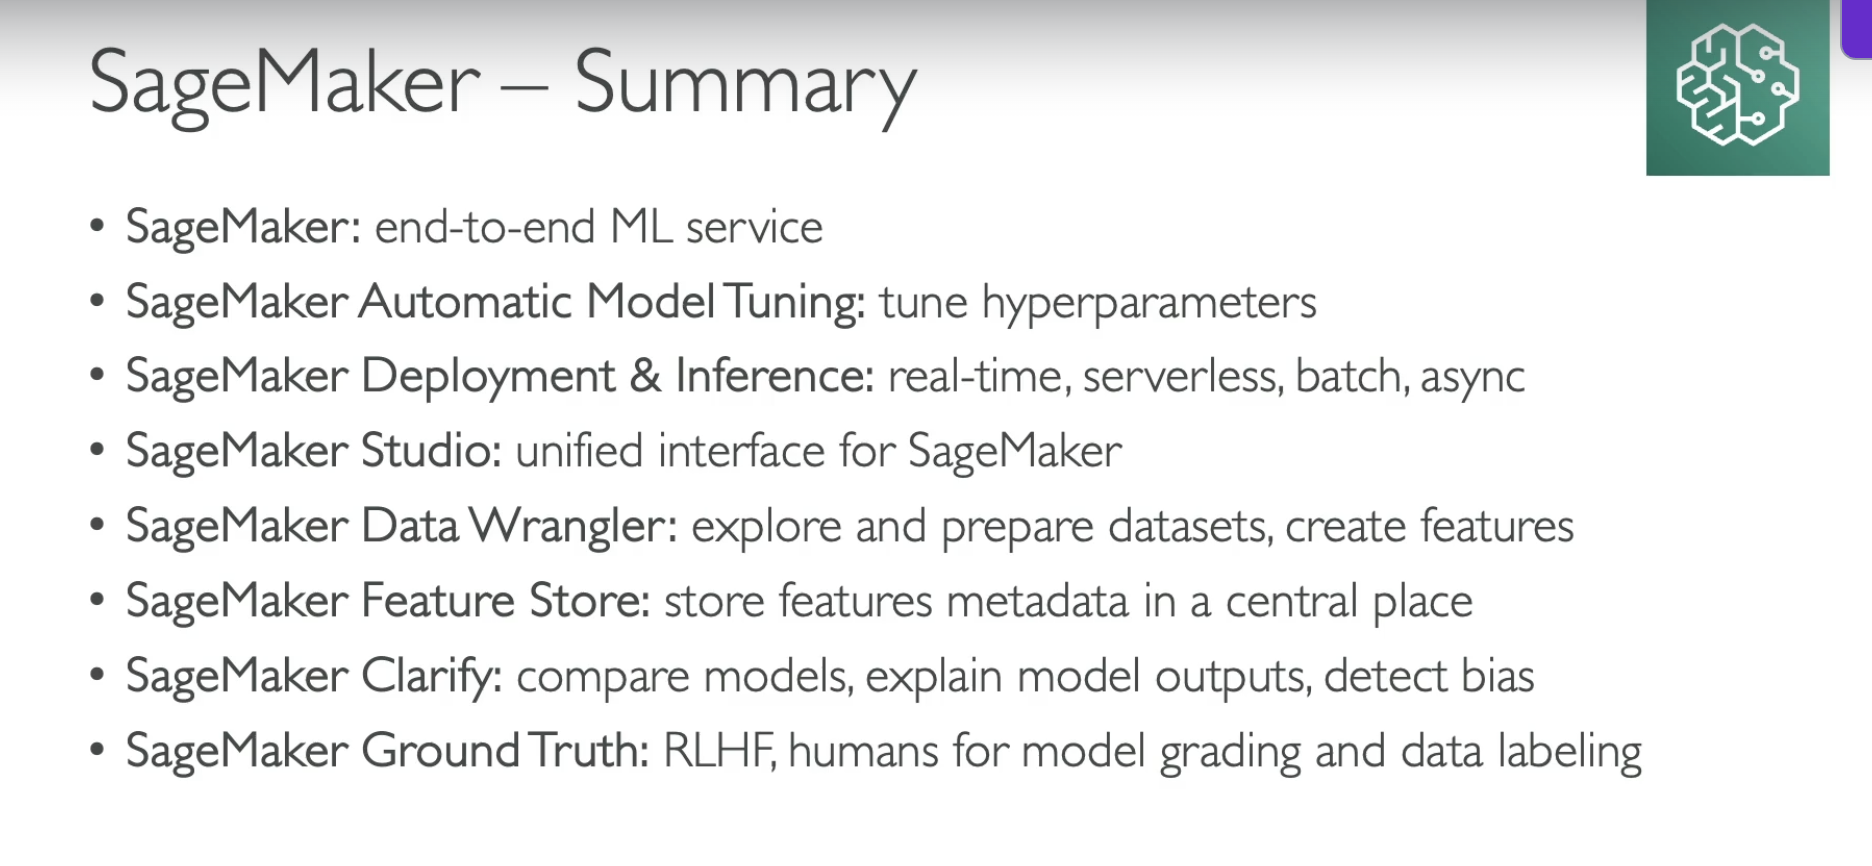 SageMaker – Summary
• SageMaker: end-to-end ML service
• SageMaker Automatic Model Tuning: tune hyperparameters
• SageMaker Deployment & Inference: real-time, serverless, batch, async
• SageMaker Studio: unified interface for SageMaker
• SageMaker Data Wrangler: explore and prepare datasets, create features
• SageMaker Feature Store: store features metadata in a central place
• SageMaker Clarify: compare models, explain model outputs, detect bias
• SageMaker Ground Truth: RLHF, humans for model grading and data labeling